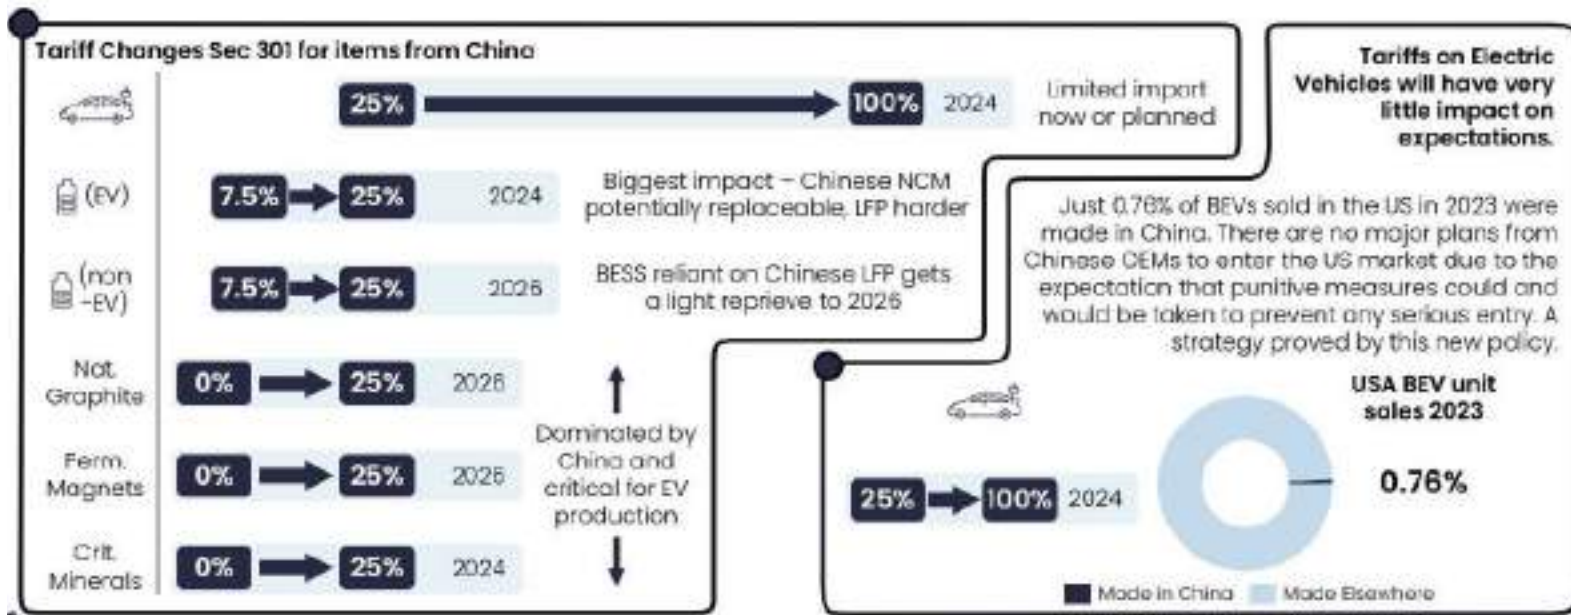 Tariff Changes Sec 301 for items from China
25%
100%
2024
Limited import
now or planned
(EV)
7.5%
25%
2024
Biggest impact – Chinese NCM
potentially replaceable, LFP harder
(non
-EV)
7.5%
25%
2026
BESS reliant on Chinese LFP gets
a light reprieve to 2026
Nat.
Graphite
0%
25%
2026
Ferm.
Magnets
0%
25%
2026
Crit.
Minerals
0%
25%
2024
Dominated by
China and
critical for EV
production
Tariffs on Electric
Vehicles will have very
little impact on
expectations.
Just 0.76% of BEVs sold in the US in 2023 were
made in China. There are no major plans from
Chinese OEMs to enter the US market due to the
expectation that punitive measures could and
would be taken to prevent any serious entry. A
strategy proved by this new policy.
25%
100%
2024
USA BEV unit
sales 2023
0.76%
Made in China
Made Elsewhere